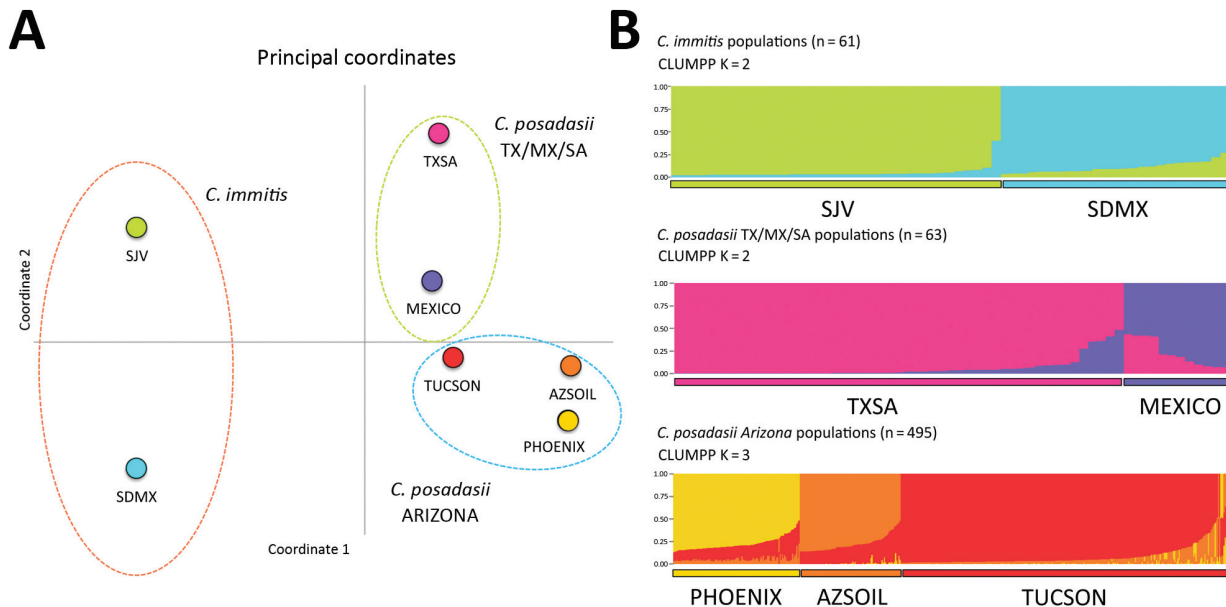 A
Principal coordinates
C. posadasii
TX/MX/SA
TXSA
C. immitis
SJV
Coordinate 2
MEXICO
TUCSON
AZSOIL
PHOENIX
SDMX
C. posadasii
ARIZONA
Coordinate 1
B
C. immitis populations (n = 61)
CLUMPP K = 2
1.00
0.75
0.50
0.25
0.00
SJV SDMX
C. posadasii TX/MX/SA populations (n = 63)
CLUMPP K = 2
1.00
0.75
0.50
0.25
0.00
TXSA MEXICO
C. posadasii Arizona populations (n = 495)
CLUMPP K = 3
1.00
0.75
0.50
0.25
0.00
PHOENIX AZSOIL TUCSON